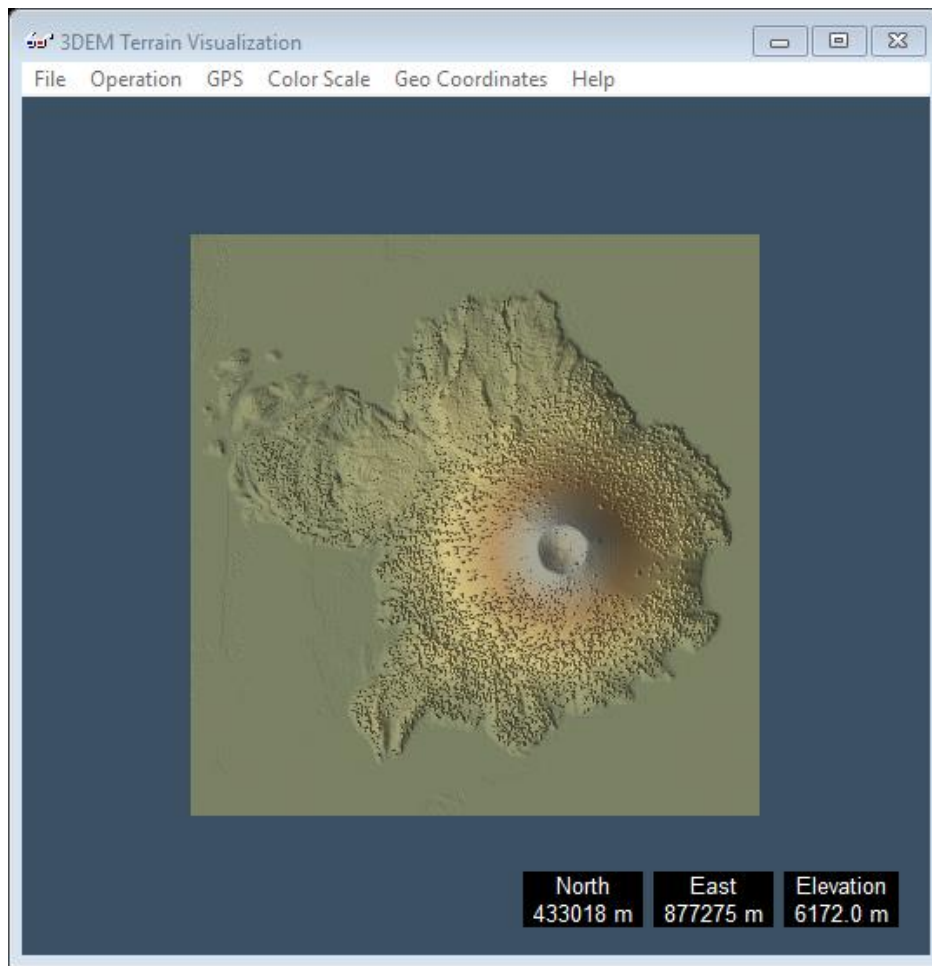 3DEM Terrain Visualization
File Operation GPS Color Scale Geo Coordinates Help
North East Elevation
433018 m 877275 m 6172.0 m